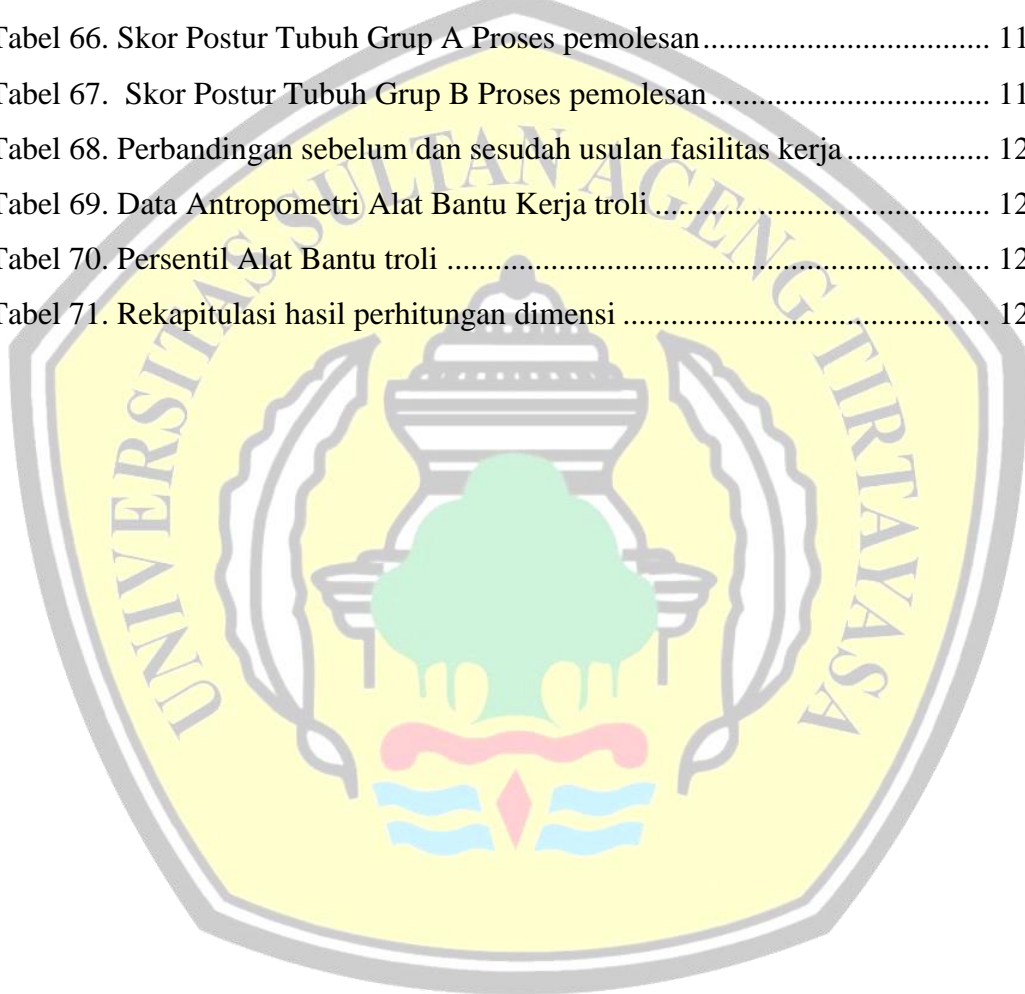 Tabel 66. Skor Postur Tubuh Grup A Proses pemolesan.................................. 11
Tabel 67.  Skor Postur Tubuh Grup B Proses pemolesan.................................. 11
Tabel 68. Perbandingan sebelum dan sesudah usulan fasilitas kerja................. 12
Tabel 69. Data Antropometri Alat Bantu Kerja troli ........................................ 12
Tabel 70. Persentil Alat Bantu troli ................................................................. 12
Tabel 71. Rekapitulasi hasil perhitungan dimensi ............................................ 12
UNIVERSITAS SULTAN AGENG TIRTAYASA